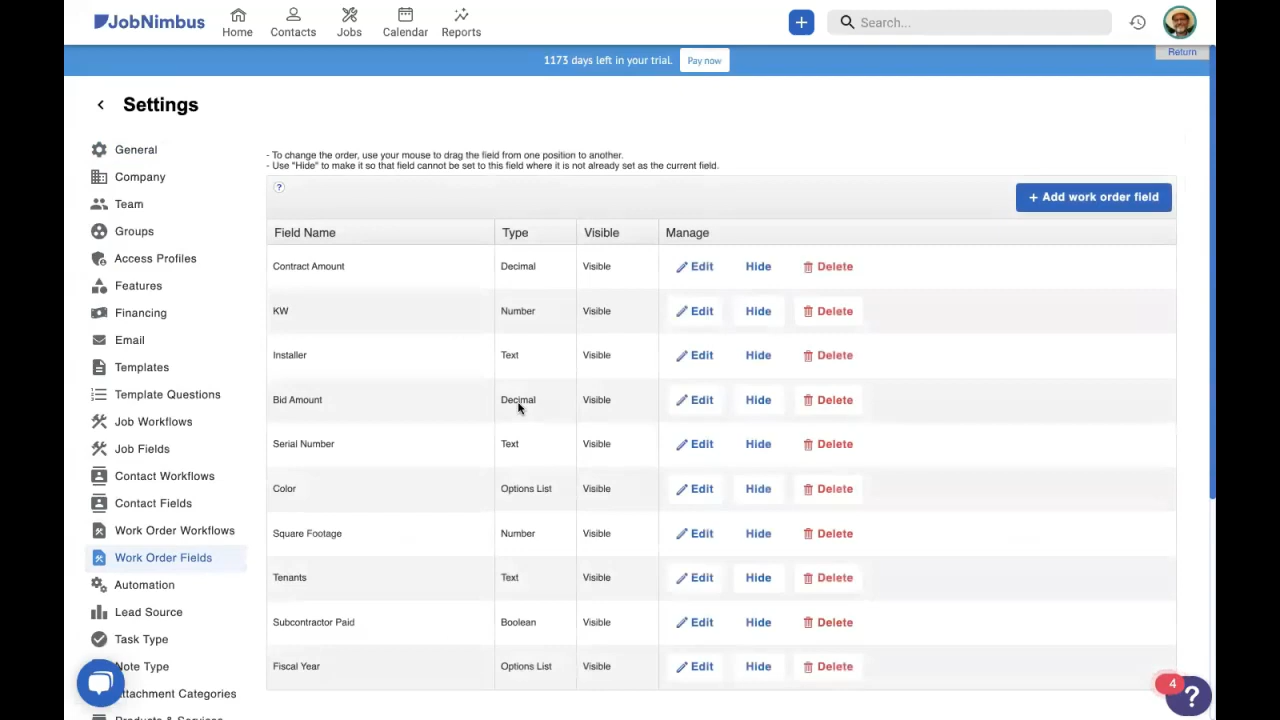 JobNimbus
Home
Contacts
Jobs
Calendar
Reports
+
Search...
1173 days left in your trial.
Pay now
Return
Settings
General
Company
Team
Groups
Access Profiles
Features
Financing
Email
Templates
Template Questions
Job Workflows
Job Fields
Contact Workflows
Contact Fields
Work Order Workflows
Work Order Fields
Automation
Lead Source
Task Type
Note Type
ttachment Categories
Products & Services
- To change the order, use your mouse to drag the field from one position to another.
- Use "Hide" to make it so that field cannot be set to this field where it is not already set as the current field.
?
+ Add work order field
Field Name Type Visible Manage
Contract Amount Decimal Visible Edit Hide Delete
KW Number Visible Edit Hide Delete
Installer Text Visible Edit Hide Delete
Bid Amount Decimal Visible Edit Hide Delete
Serial Number Text Visible Edit Hide Delete
Color Options List Visible Edit Hide Delete
Square Footage Number Visible Edit Hide Delete
Tenants Text Visible Edit Hide Delete
Subcontractor Paid Boolean Visible Edit Hide Delete
Fiscal Year Options List Visible Edit Hide Delete
4
?